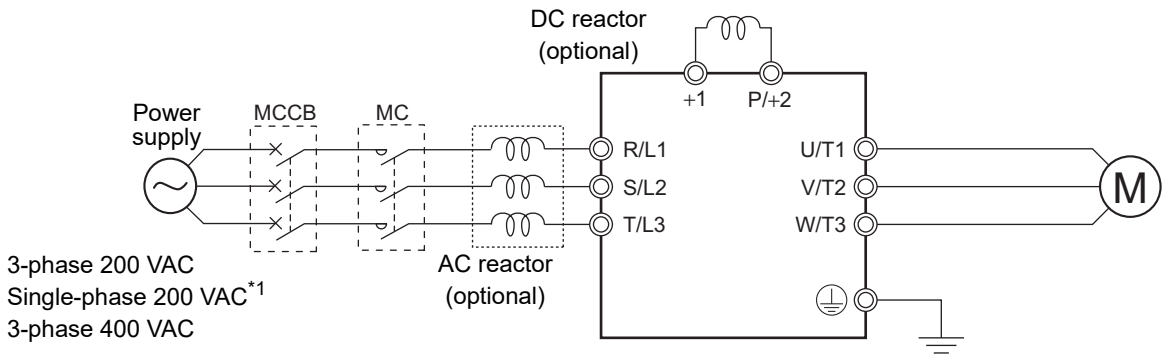 DC reactor
(optional)
+1
P/+2
Power
supply
MCCB
MC
R/L1
S/L2
T/L3
U/T1
V/T2
W/T3
M
AC reactor
(optional)
3-phase 200 VAC
Single-phase 200 VAC*1
3-phase 400 VAC